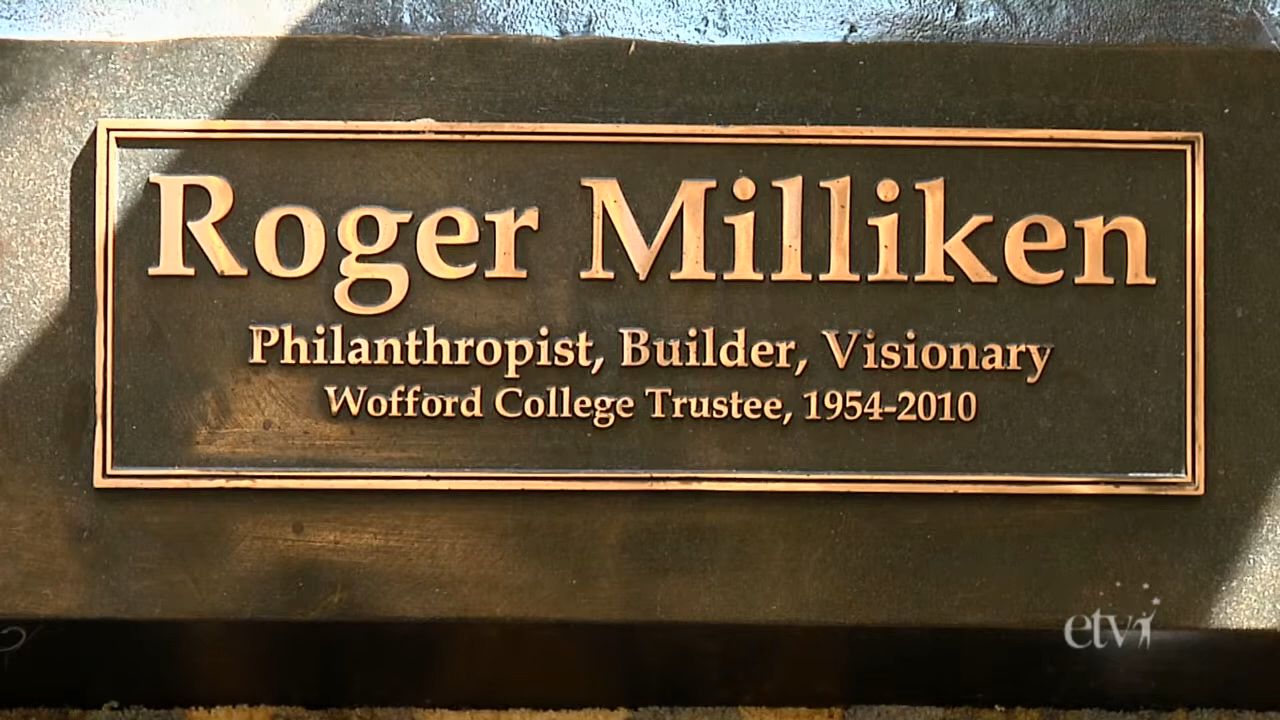 Roger Milliken
Philanthropist, Builder, Visionary
Wofford College Trustee, 1954-2010
etv